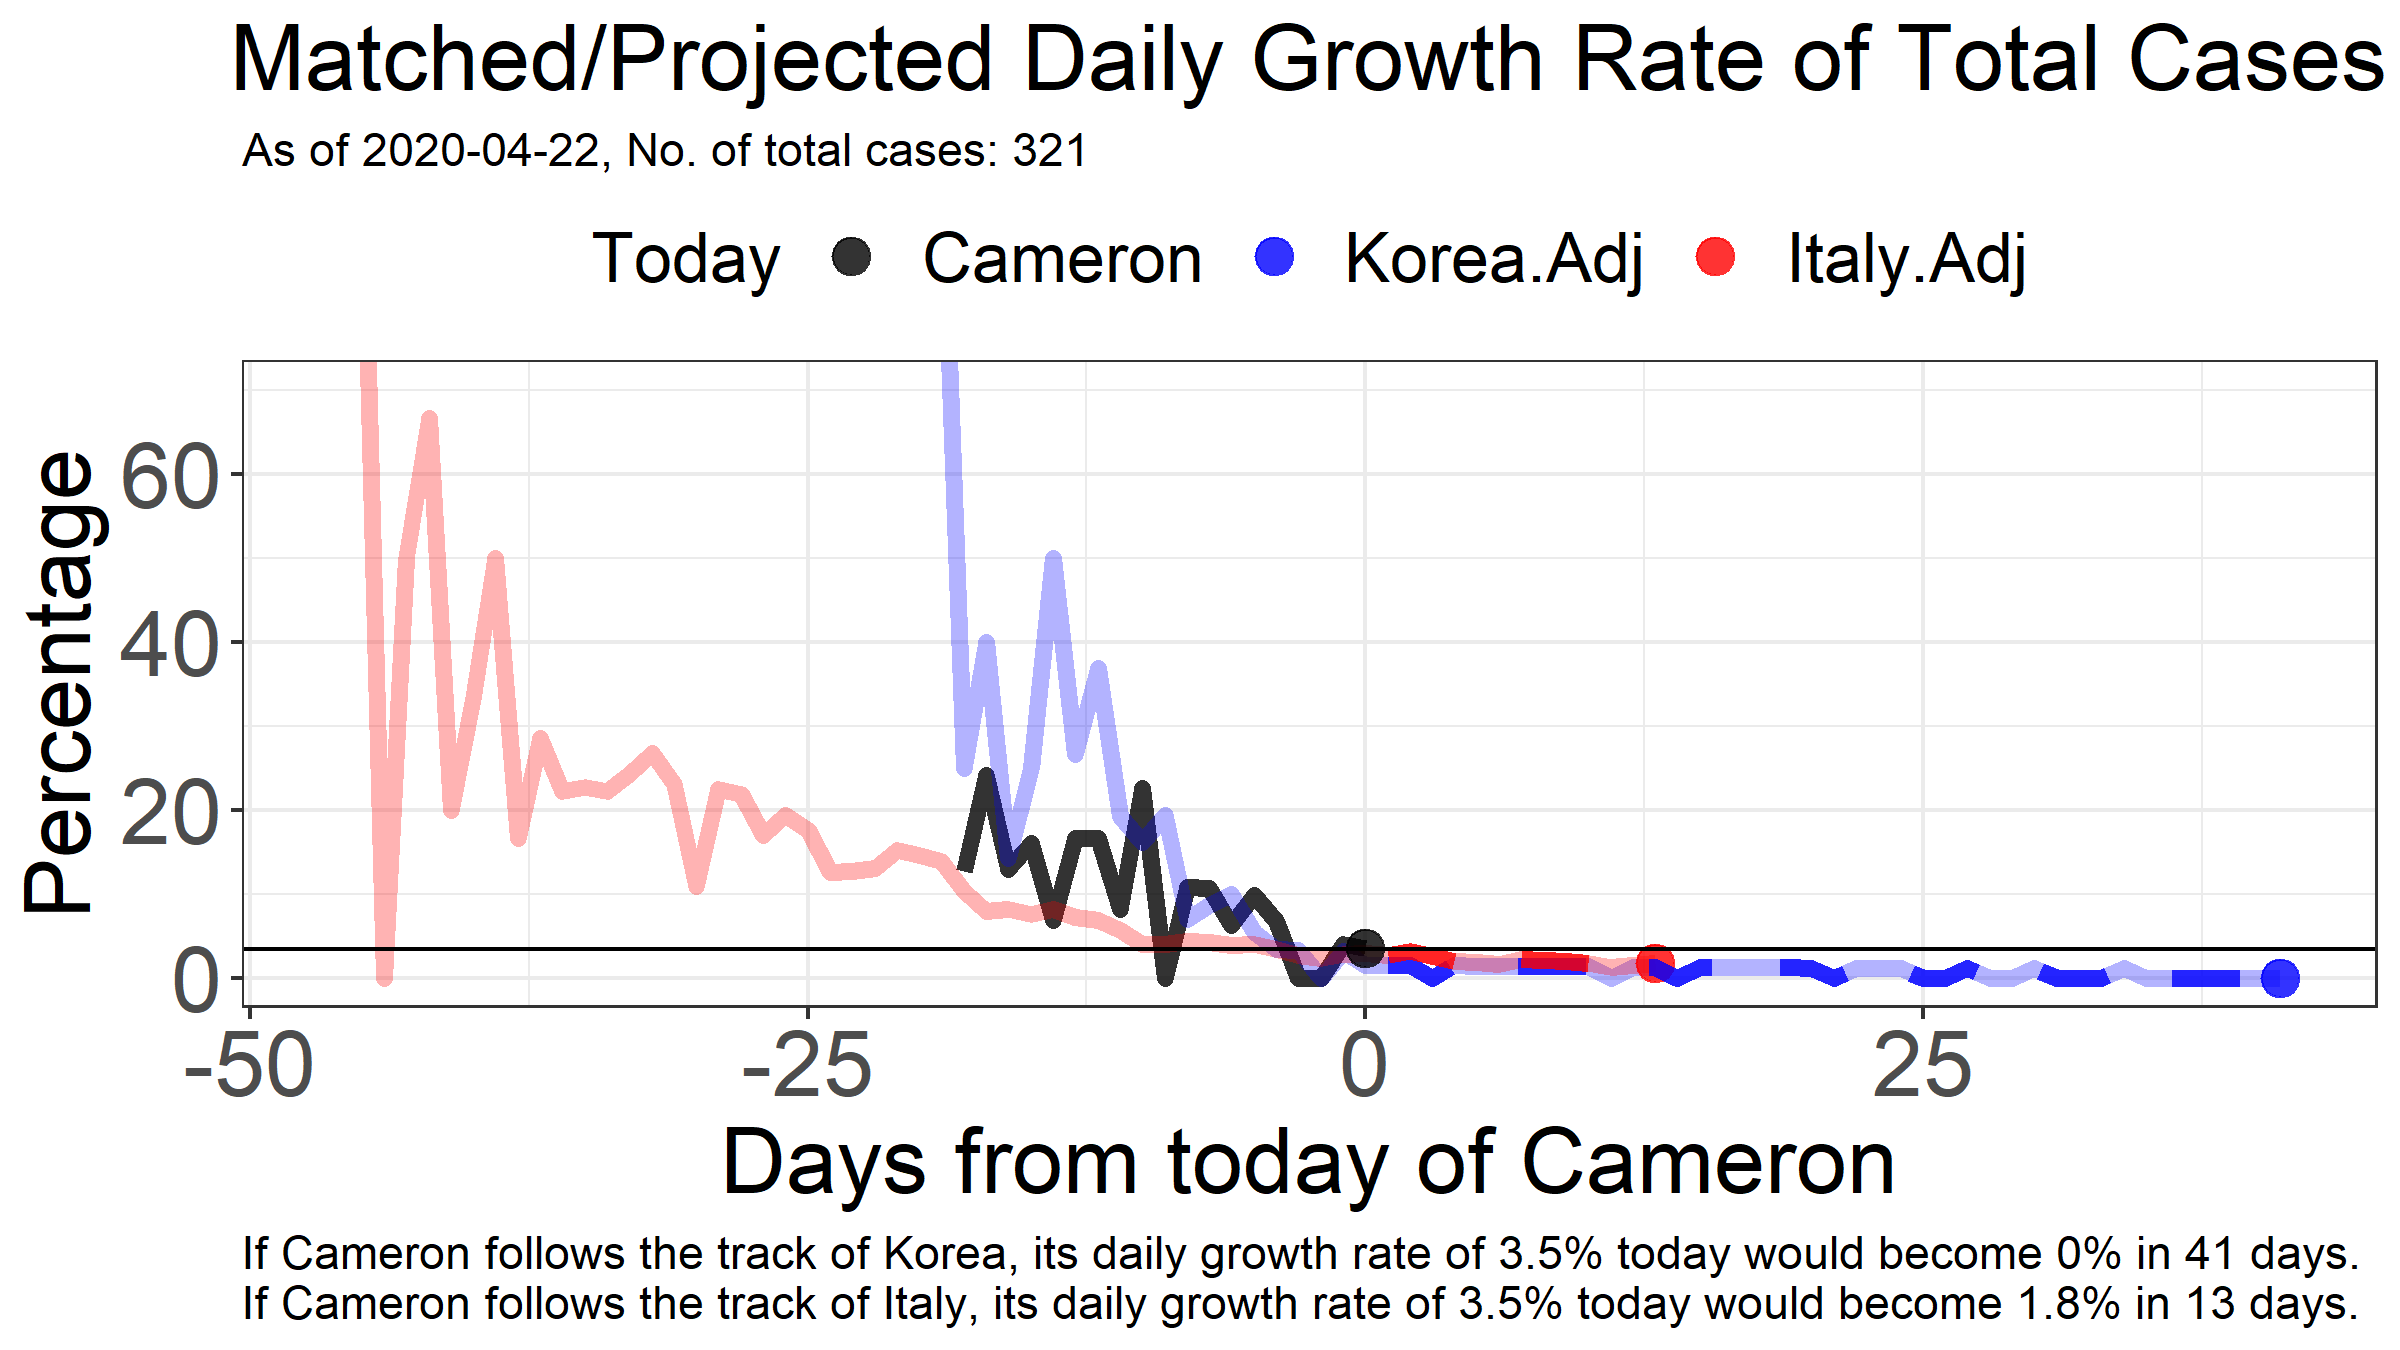 Matched/Projected Daily Growth Rate of Total Cases
As of 2020-04-22, No. of total cases: 321
Today Cameron Korea.Adj Italy.Adj
Percentage
60
40
20
0
-50 -25 0 25
Days from today of Cameron
If Cameron follows the track of Korea, its daily growth rate of 3.5% today would become 0% in 41 days.
If Cameron follows the track of Italy, its daily growth rate of 3.5% today would become 1.8% in 13 days.